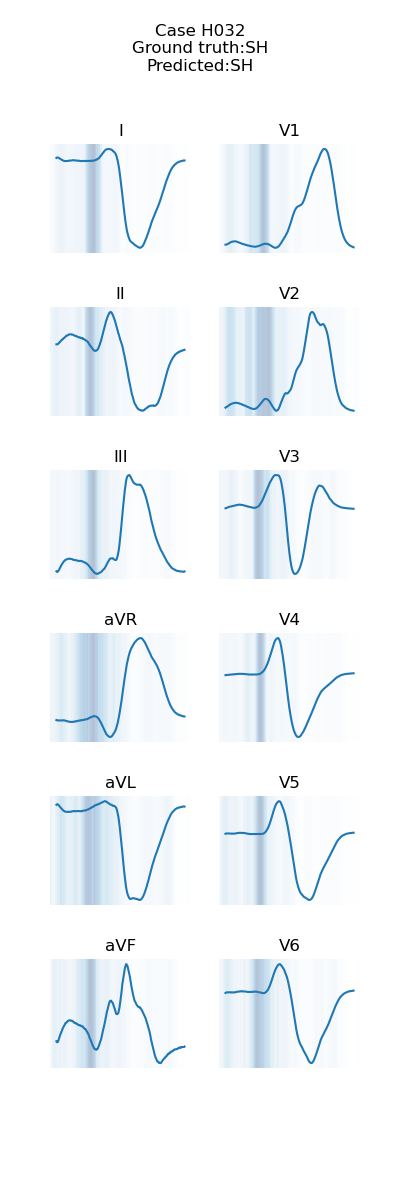 Case H032
Ground truth:SH
Predicted:SH
I
V1
II
V2
III
V3
aVR
V4
aVL
V5
aVF
V6